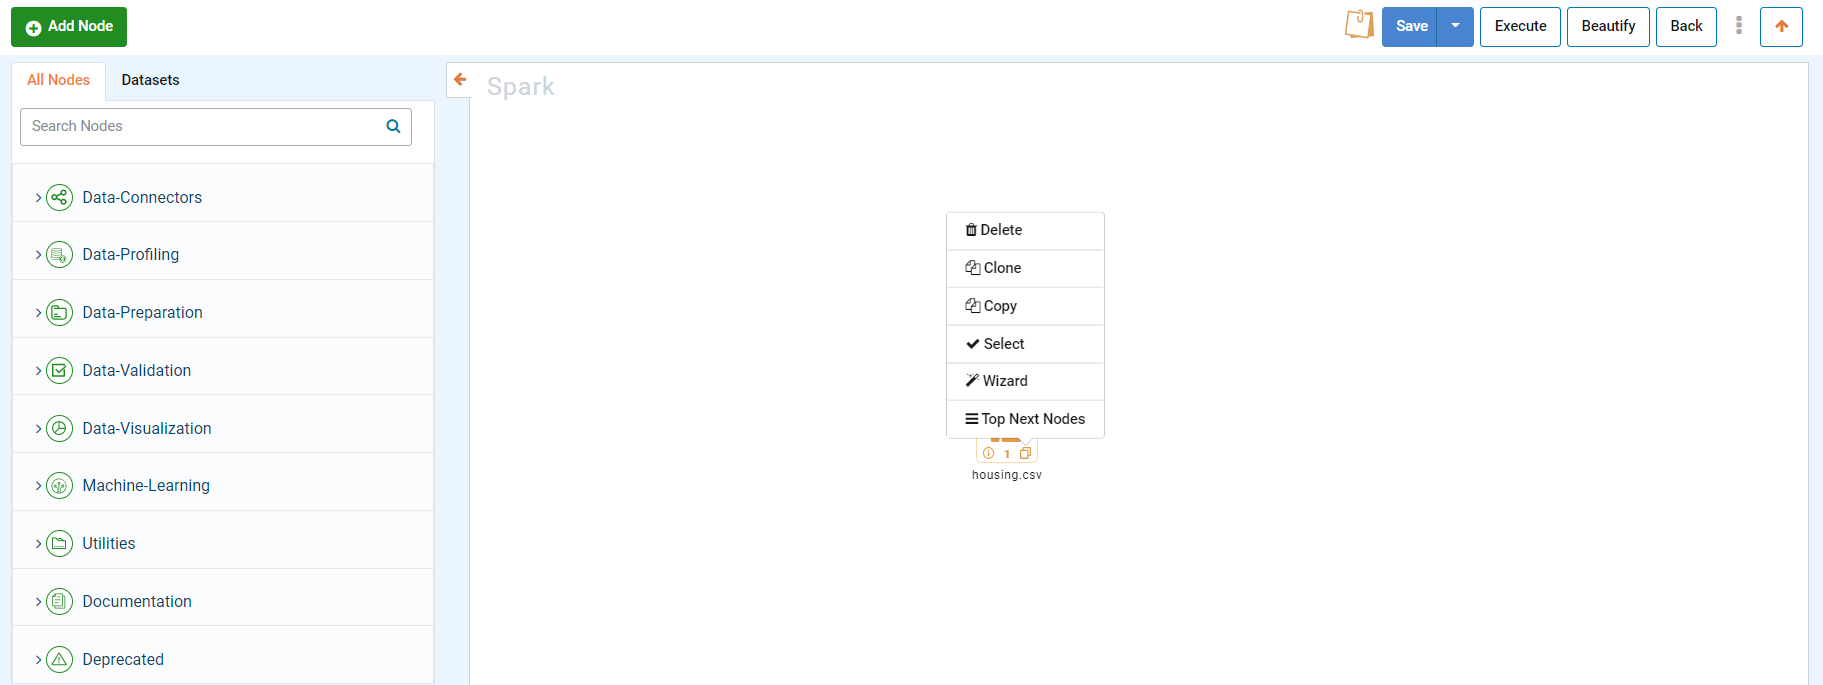 Add Node
Save
Execute
Beautify
Back
All Nodes
Datasets
Search Nodes
Data-Connectors
Data-Profiling
Data-Preparation
Data-Validation
Data-Visualization
Machine-Learning
Utilities
Documentation
Deprecated
Spark
Delete
Clone
Copy
Select
Wizard
Top Next Nodes
1
housing.csv